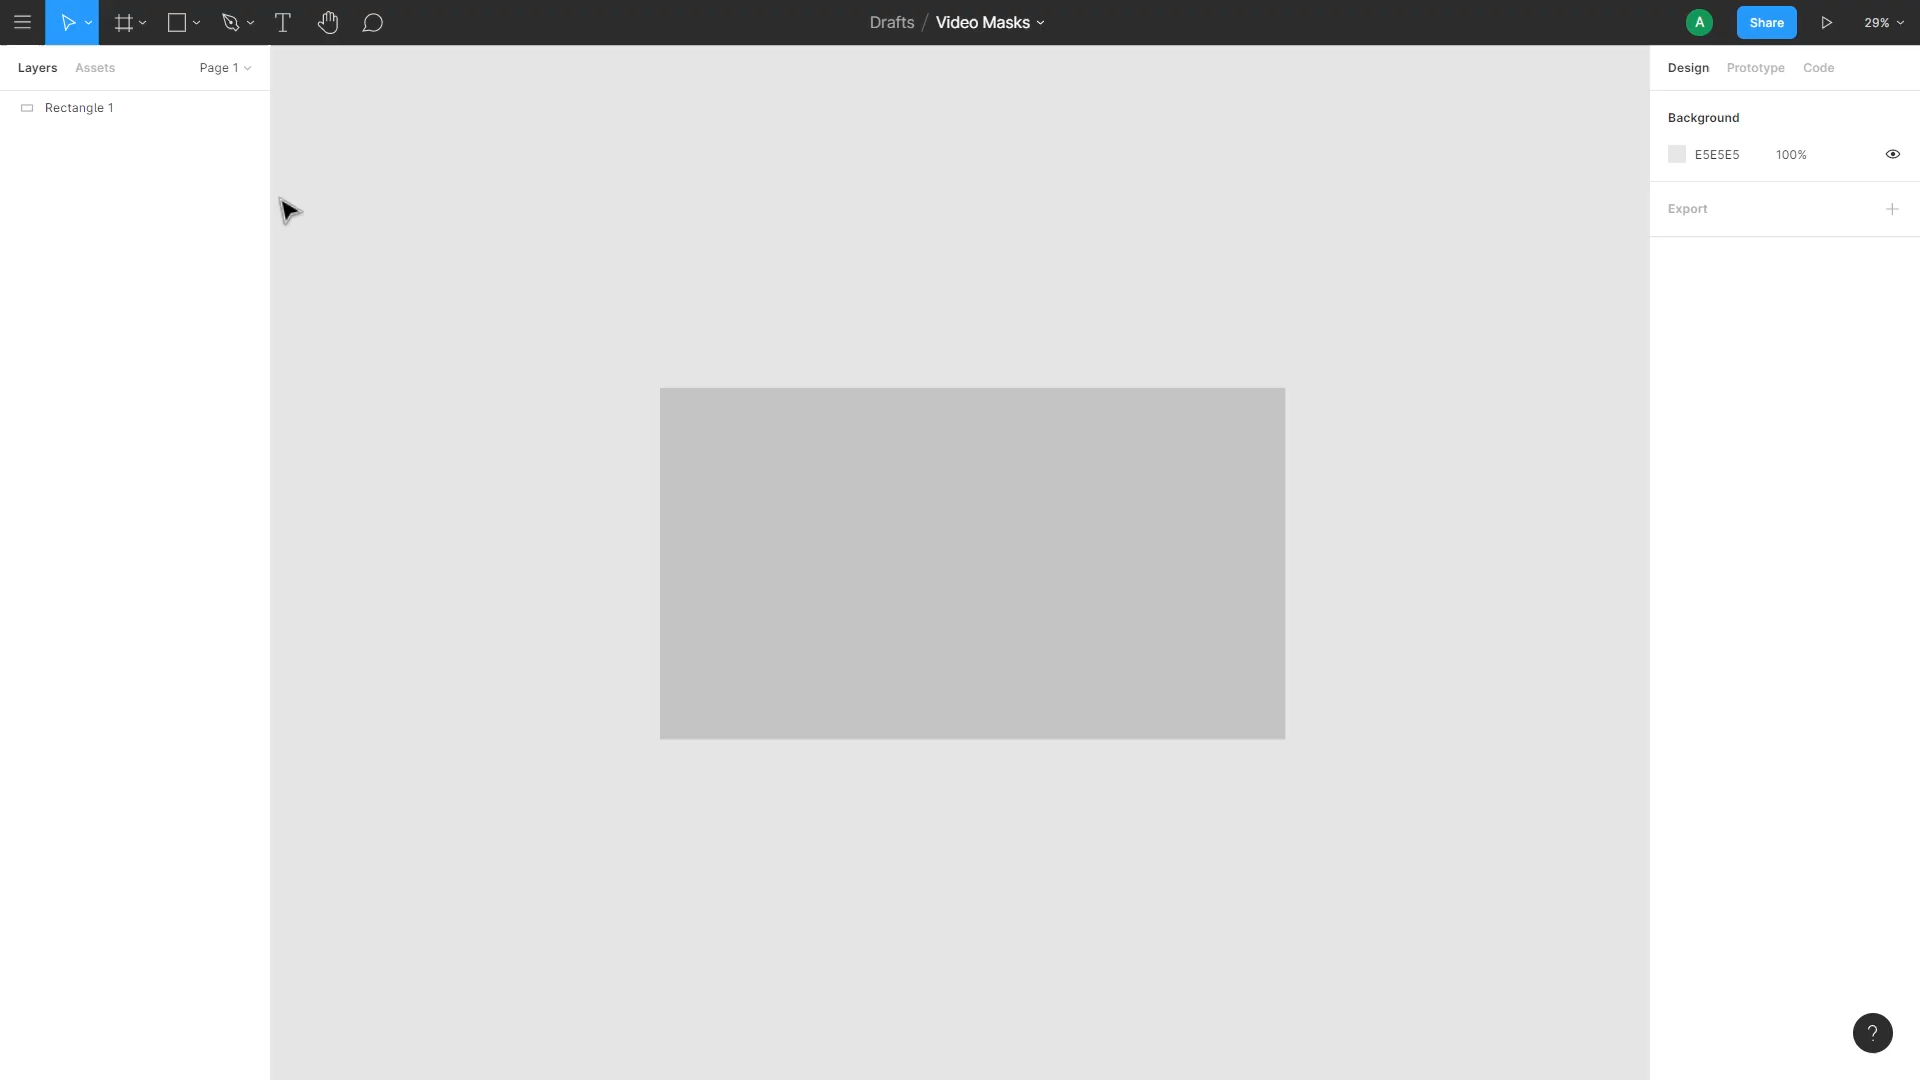 Drafts / Video Masks
A
Share
29%
Layers
Assets
Page 1
Design
Prototype
Code
Rectangle 1
Background
E5E5E5
100%
Export
?